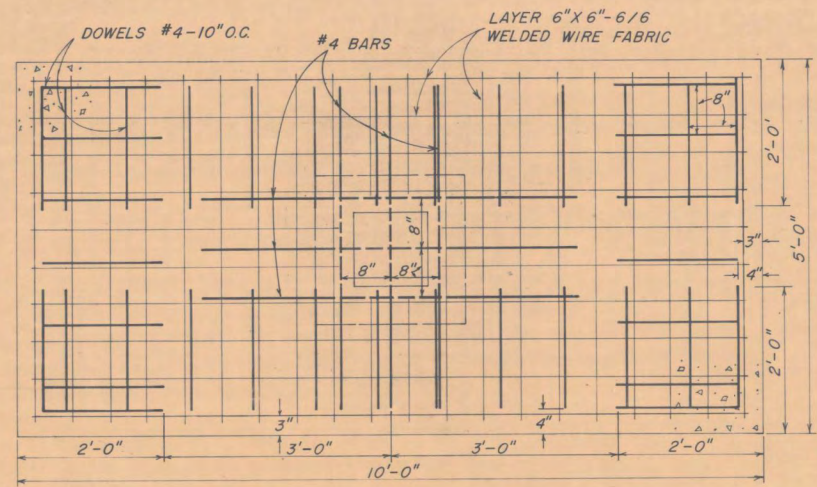 DOWELS #4-10" O.C.
#4 BARS
LAYER 6"X 6"-6/6
WELDED WIRE FABRIC
8"
2'-0'
8"
3"
5'-0"
8" 8"
4"
2'-0"
3"
4"
2'-0" 3'-0" 3'-0" 2'-0"
10'-0"